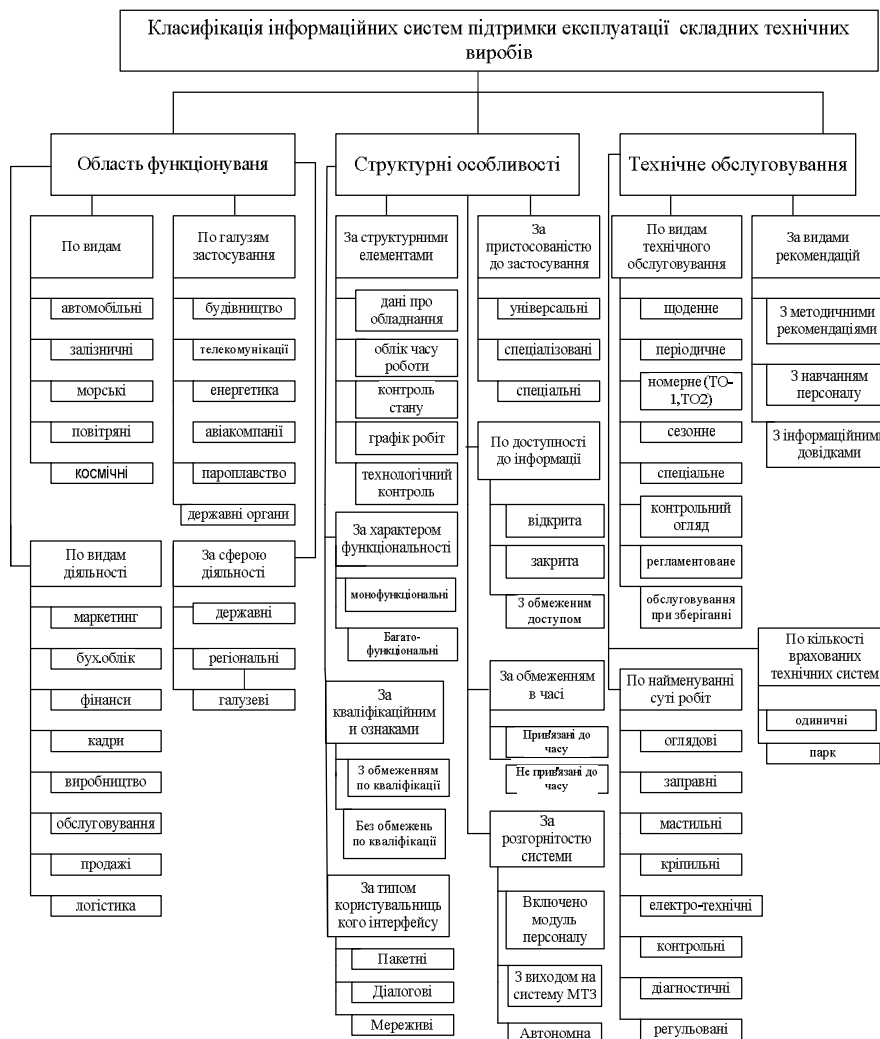 Класифікація інформаційних систем підтримки експлуатації складних технічних
виробів
Область функціонуваня
Структурні особливості
Технічне обслуговування
По видам
автомобільні
залізничні
морські
повітряні
космічні
По галузям
застосування
будівництво
телекомунікації
енергетика
авіакомпанії
пароплавство
державні органи
По видам
діяльності
маркетинг
бух.облік
фінанси
кадри
виробництво
обслуговування
продажі
логістика
За сферою
діяльності
державні
регіональні
галузеві
За структурними
елементами
дані про
обладнання
облік часу
роботи
контроль
стану
графік робіт
технологічний
контроль
За характером
функціональності
монофункціональні
Багато-
функціональні
За
кваліфікаційним
и ознаками
З обмеженням
по кваліфікації
Без обмежень
по кваліфікації
За типом
користувальниц
кого інтерфейсу
Пакетні
Діалогові
Мереживі
За
пристосованістю
до застосування
універсальні
спеціалізовані
спеціальні
По доступності
до інформації
відкрита
закрита
З обмеженим
доступом
За обмеженням
в часі
Прив'язані до
часу
Не прив'язані до
часу
За
розгорнітостю
системи
Включено
модуль
персоналу
З виходом на
систему МТЗ
Автономна
По видам
технічного
обслуговування
щоденне
періодичне
номерне (ТО-
1,ТО2)
сезонне
спеціальне
контрольний
огляд
регламентоване
обслуговування
при зберіганні
За видами
рекомендацій
З методичними
рекомендаціями
З навчанням
персоналу
З інформаційними
довідками
По найменуванні
суті робіт
оглядові
заправні
мастильні
кріпильні
електро-технічні
контрольні
діагностичні
регульовані
По кількості
врахованих
технічних систем
одиничні
парк